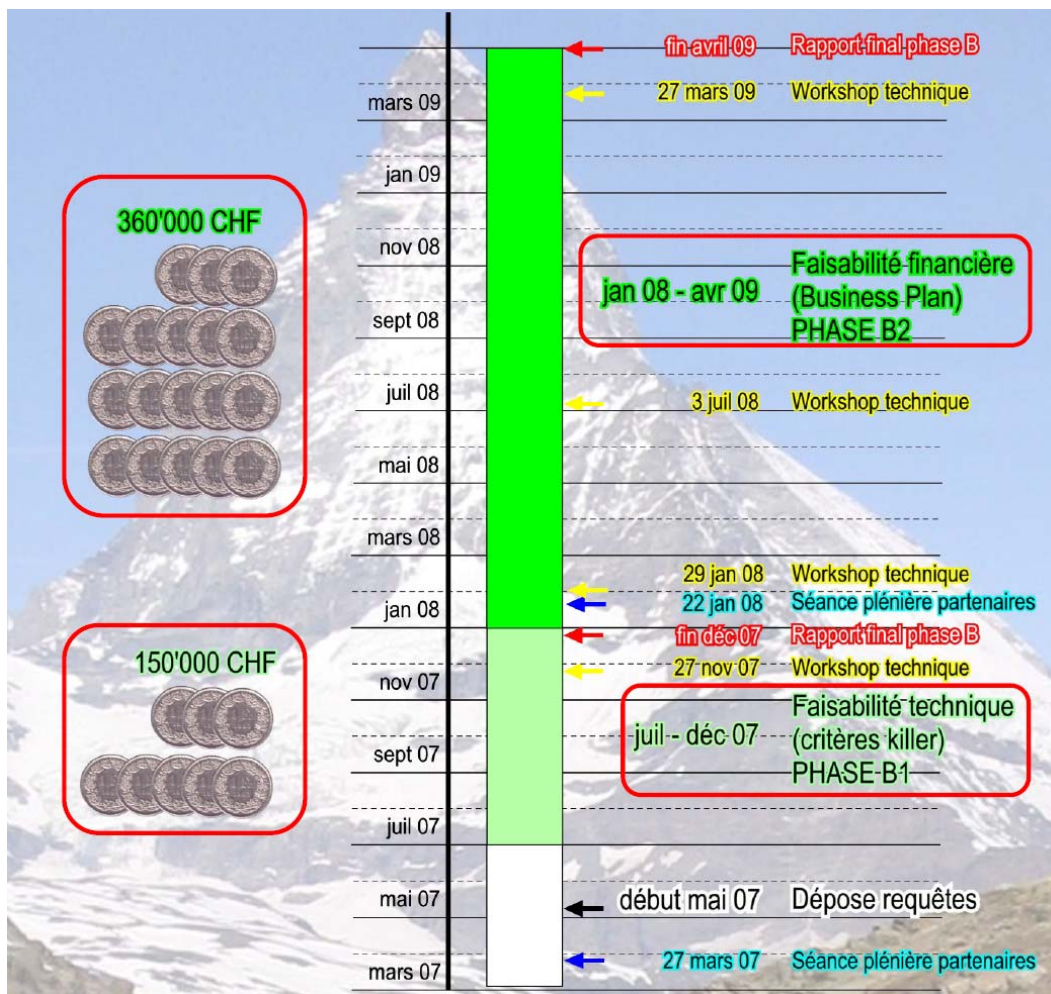 fin avril 09 Rapport final phase B
27 mars 09 Workshop technique
mars 09
jan 09
360'000 CHF
nov 08
jan 08 - avr 09
Faisabilité financière
(Business Plan)
PHASE B2
sept 08
juil 08
3 juil 08 Workshop technique
mai 08
mars 08
29 jan 08 Workshop technique
22 jan 08 Séance plénière partenaires
jan 08
fin déc 07 Rapport final phase B
150'000 CHF
27 nov 07 Workshop technique
nov 07
juil - déc 07
Faisabilité technique
(critères killer)
PHASE B1
sept 07
juil 07
mai 07
début mai 07 Dépose requêtes
27 mars 07 Séance plénière partenaires
mars 07